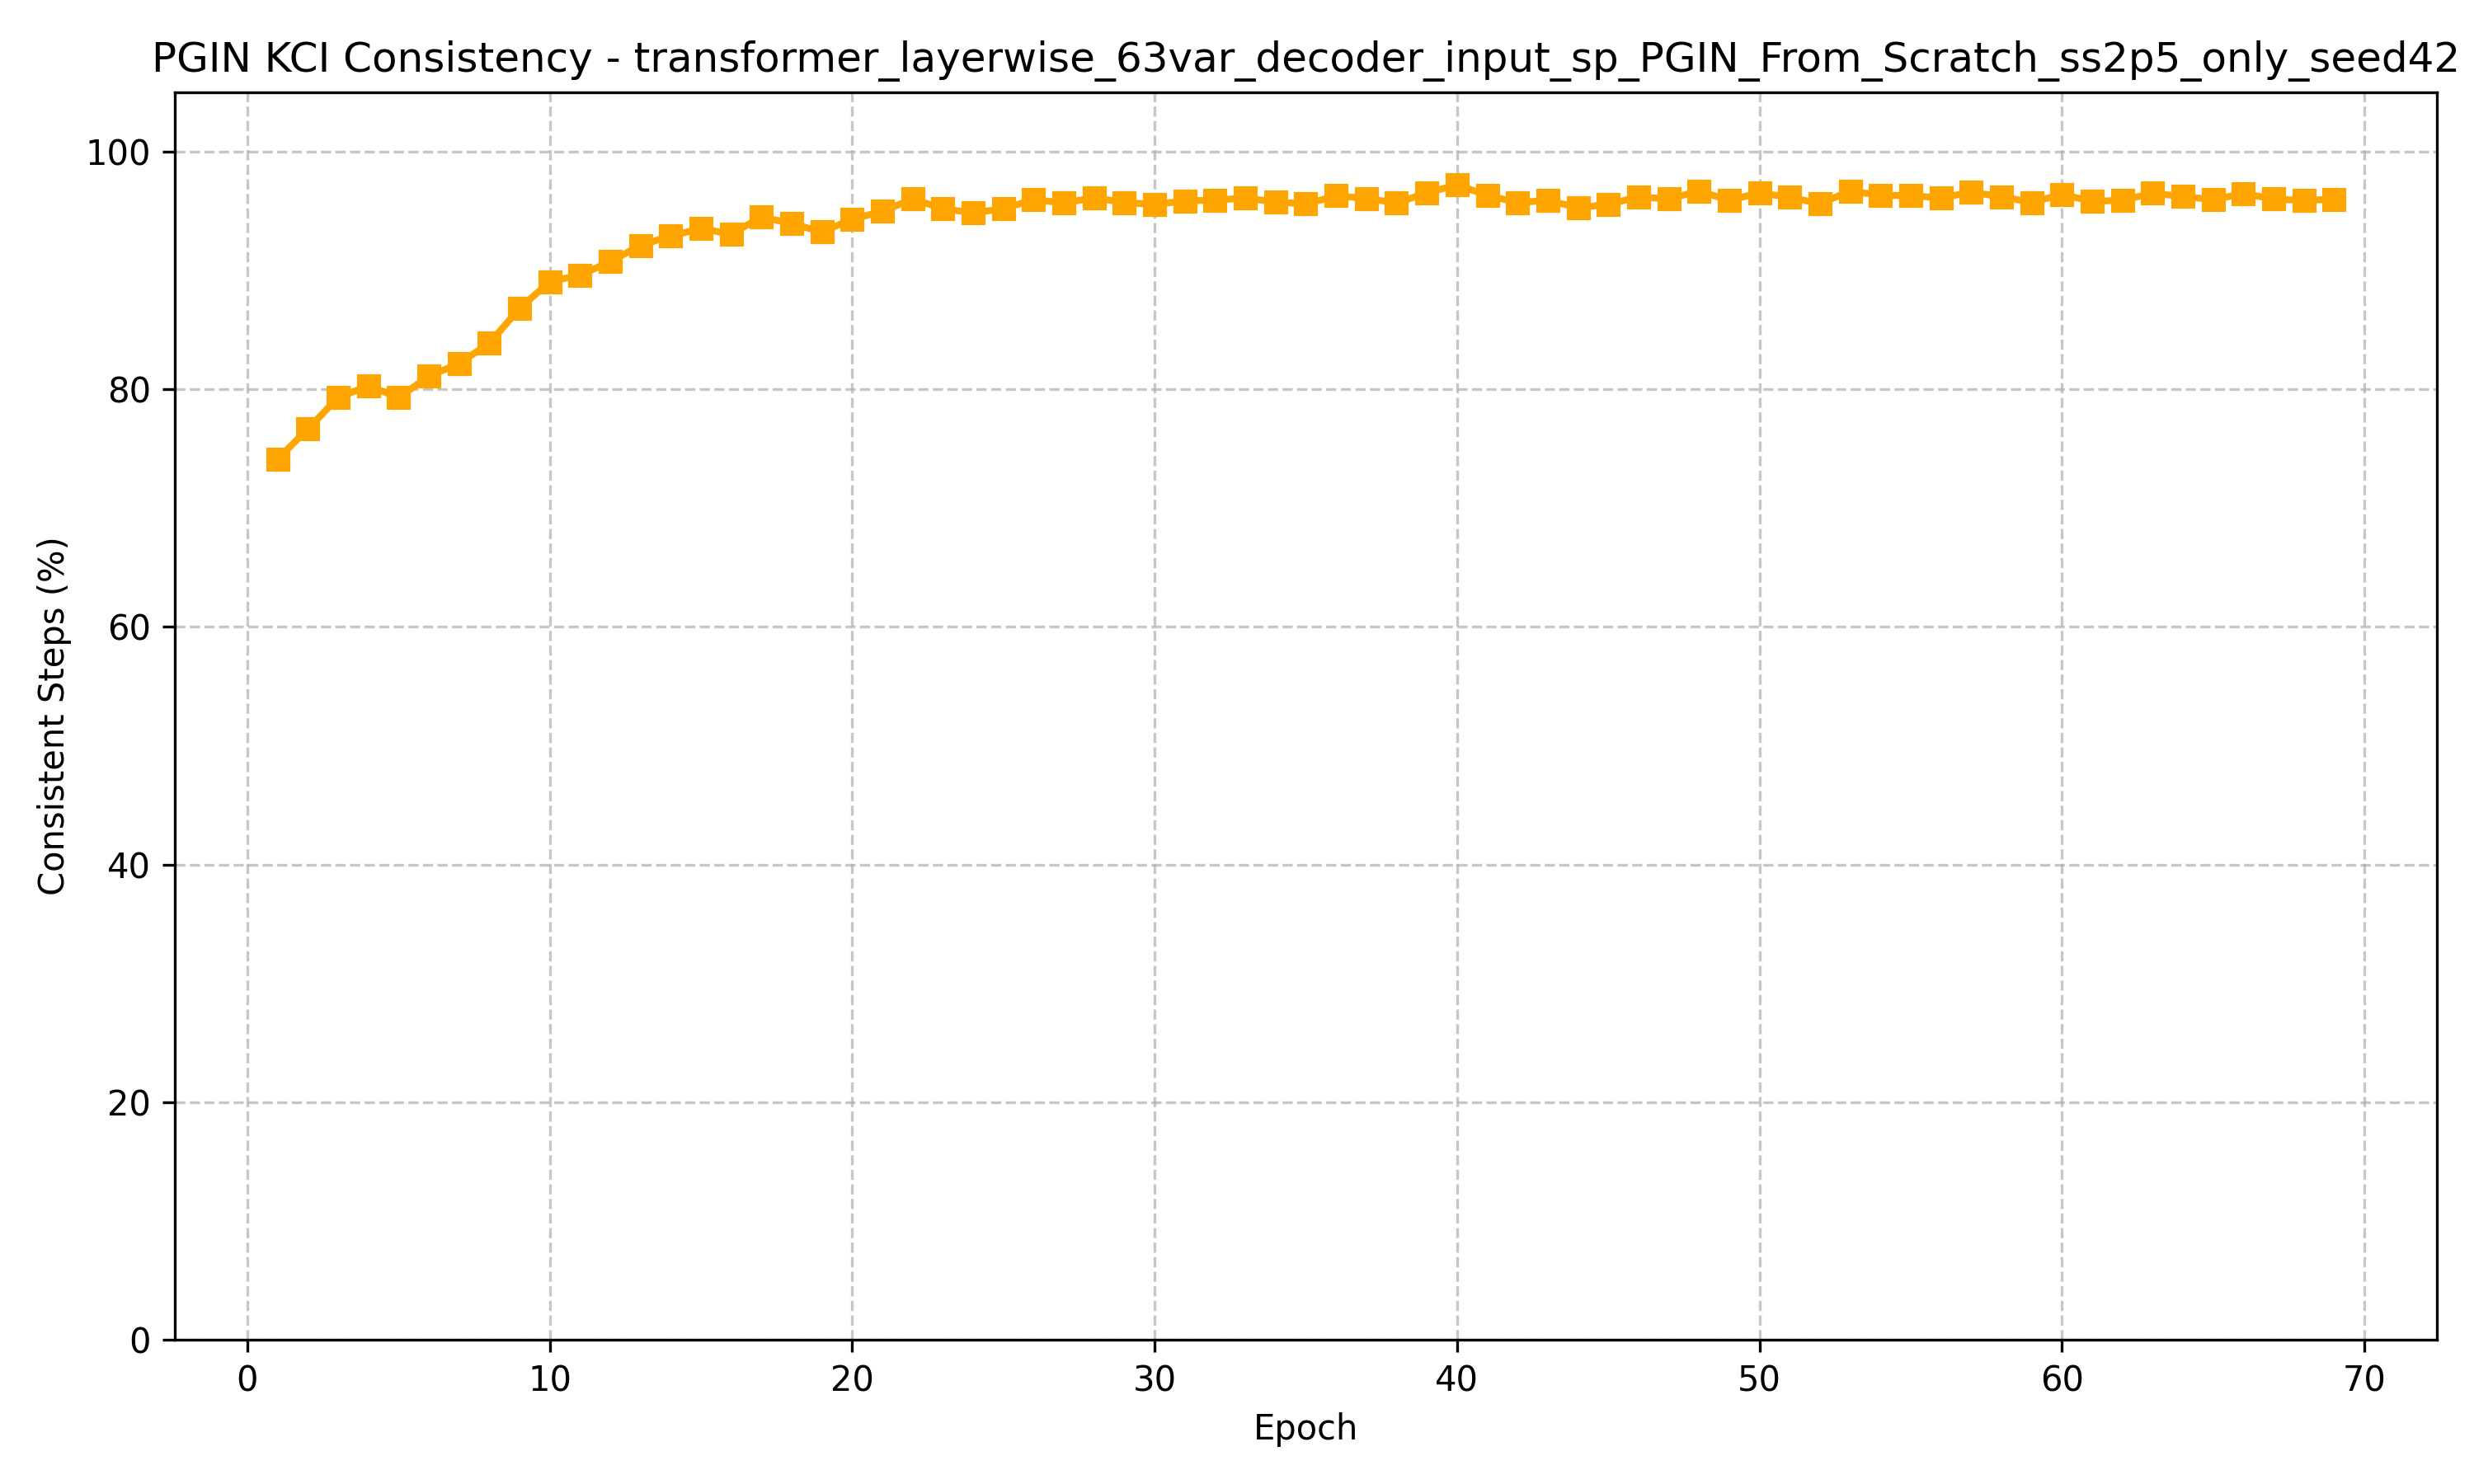 PGIN KCI Consistency - transformer_layerwise_63var_decoder_input_sp_PGIN_From_Scratch_ss2p5_only_seed42
100
80
60
40
20
0
Consistent Steps (%)
0 10 20 30 40 50 60 70
Epoch